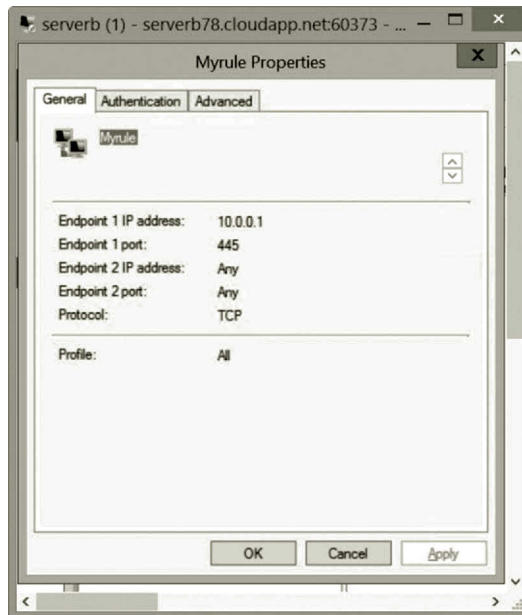 serverb (1) - serverb78.cloudapp.net:60373 - ...
Myrule Properties
General Authentication Advanced
Myrule
Endpoint 1 IP address: 10.0.0.1
Endpoint 1 port: 445
Endpoint 2 IP address: Any
Endpoint 2 port: Any
Protocol: TCP
Profile: All
OK Cancel Apply